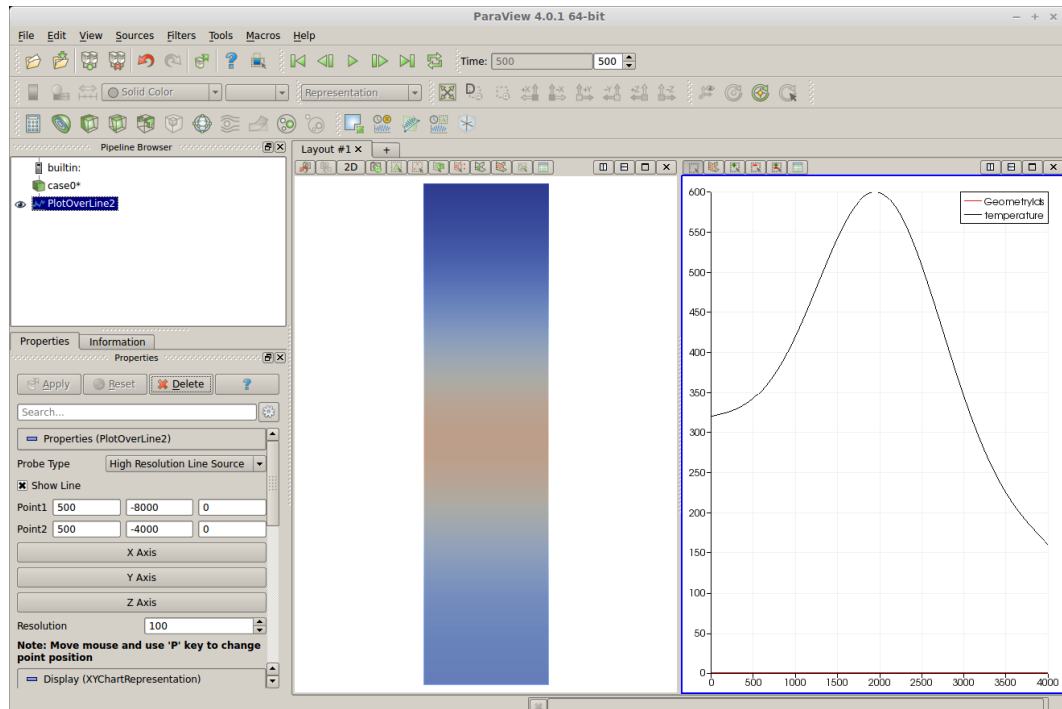 ParaView 4.0.1 64-bit
File Edit View Sources Filters Tools Macros Help
Time: 500 500
Solid Color Representation
Pipeline Browser
builtin:
case0*
PlotOverLine2
Properties Information
Properties
Apply Reset Delete ?
Search...
Properties (PlotOverLine2)
Probe Type High Resolution Line Source
Show Line
Point1 500 -8000 0
Point2 500 -4000 0
X Axis
Y Axis
Z Axis
Resolution 100
Note: Move mouse and use 'P' key to change
point position
Display (XYChartRepresentation)
Layout #1 × +
2D
GeometryIds
temperature
600
550
500
450
400
350
300
250
200
150
100
50
0
0 500 1000 1500 2000 2500 3000 3500 4000